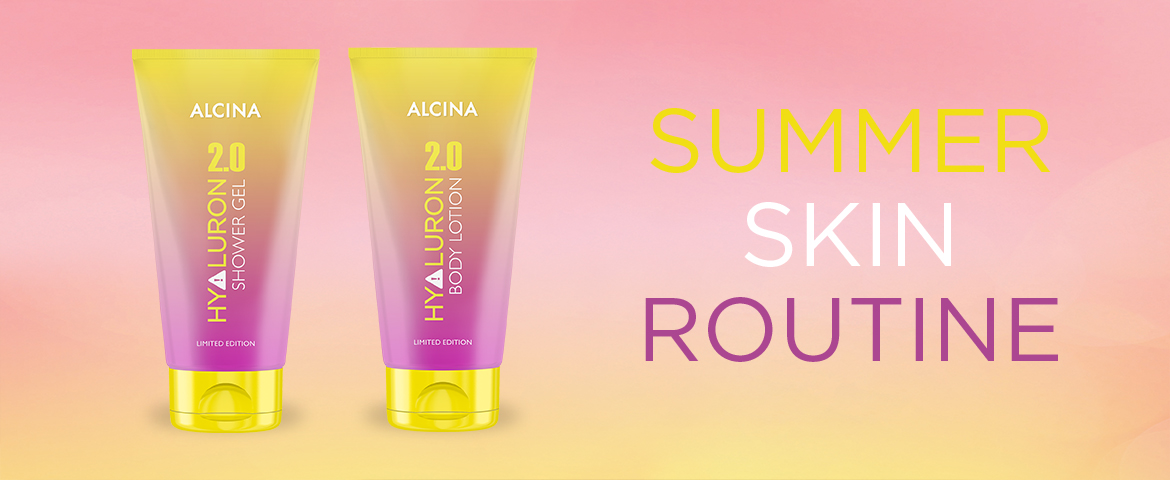 ALCINA
HYALURON 2.0
SHOWER GEL
LIMITED EDITION
ALCINA
HYALURON 2.0
BODY LOTION
LIMITED EDITION
SUMMER
SKIN
ROUTINE